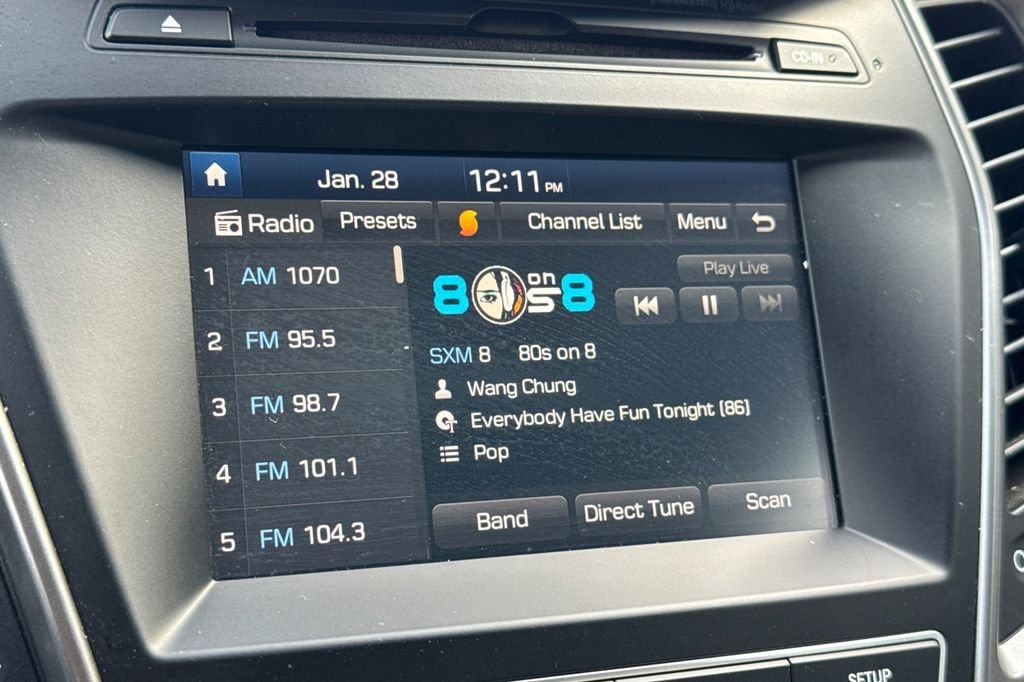 CD-IN
Jan. 28 12:11 PM
Radio Presets Channel List Menu
1 AM 1070
2 FM 95.5
3 FM 98.7
4 FM 101.1
5 FM 104.3
Play Live
80s on 8
SXM 8 80s on 8
Wang Chung
Everybody Have Fun Tonight [86]
Pop
Band Direct Tune Scan
SETUP